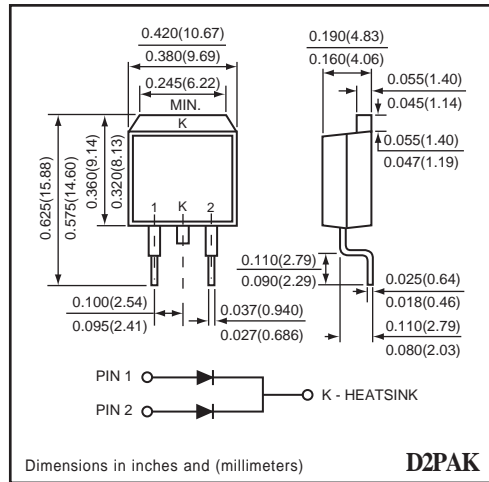 0.420(10.67)
0.380(9.69)
0.245(6.22)
MIN.
K
0.625(15.88)
0.575(14.60)
0.360(9.14)
0.320(8.13)
1 K 2
0.100(2.54)
0.095(2.41)
0.037(0.940)
0.027(0.686)
0.190(4.83)
0.160(4.06)
0.055(1.40)
0.045(1.14)
0.055(1.40)
0.047(1.19)
0.110(2.79)
0.090(2.29)
0.025(0.64)
0.018(0.46)
0.110(2.79)
0.080(2.03)
PIN 1
K - HEATSINK
PIN 2
Dimensions in inches and (millimeters)
D2PAK